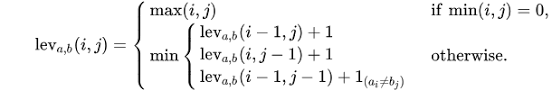 lev_{a,b}(i, j) = { max(i, j) if min(i, j) = 0,
min { lev_{a,b}(i − 1, j) + 1
lev_{a,b}(i, j − 1) + 1 otherwise.
lev_{a,b}(i − 1, j − 1) + 1_{(a_i≠b_j)}